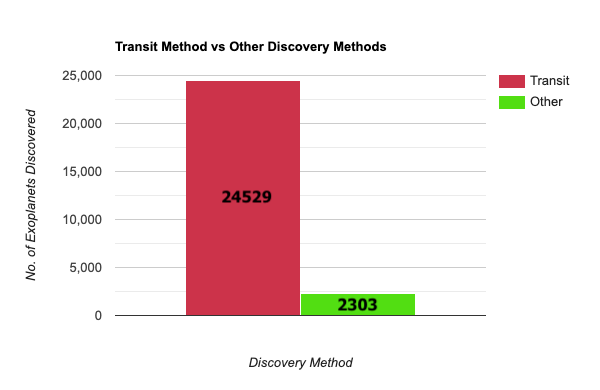 Transit Method vs Other Discovery Methods
No. of Exoplanets Discovered
25,000
20,000
15,000
10,000
5,000
0
24529
2303
Transit
Other
Discovery Method